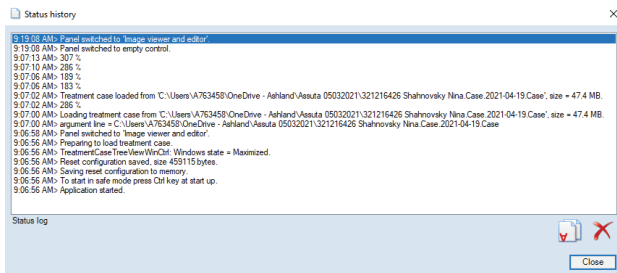 Status history
9:19:08 AM> Panel switched to 'Image viewer and editor'.
9:19:08 AM> Panel switched to empty control.
9:07:13 AM> 307 %
9:07:10 AM> 286 %
9:07:06 AM> 189 %
9:07:06 AM> 183 %
9:07:02 AM> Treatment case loaded from 'C:\Users\A763458\OneDrive - Ashland\Assuta 05032021\321216426 Shahnovsky Nina.Case.2021-04-19.Case', size = 47.4 MB.
9:07:02 AM> 286 %
9:07:00 AM> Loading treatment case from 'C:\Users\A763458\OneDrive - Ashland\Assuta 05032021\321216426 Shahnovsky Nina.Case.2021-04-19.Case', size = 47.4 MB.
9:07:00 AM> argument line = C:\Users\A763458\OneDrive - Ashland\Assuta 05032021\321216426 Shahnovsky Nina.Case.2021-04-19.Case
9:06:58 AM> Panel switched to 'Image viewer and editor'.
9:06:56 AM> Preparing to load treatment case.
9:06:56 AM> TreatmentCaseTreeViewWinCtrl: Windows state = Maximized.
9:06:56 AM> Reset configuration saved, size 459115 bytes.
9:06:56 AM> Saving reset configuration to memory.
9:06:56 AM> To start in safe mode press Ctrl key at start up.
9:06:56 AM> Application started.
Status log
Close